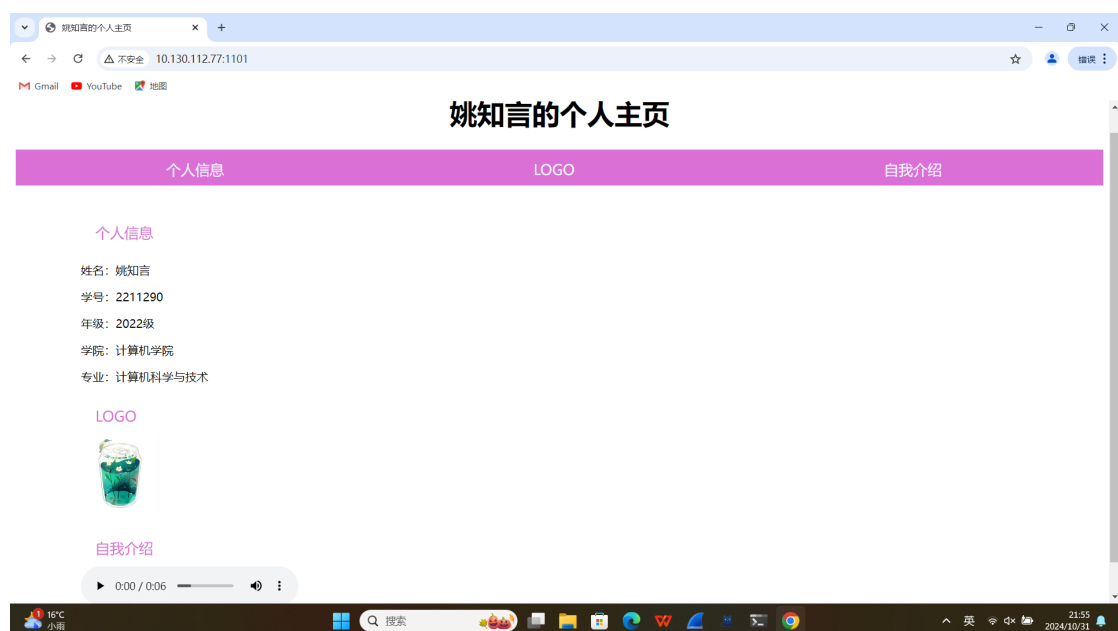 姚知言的个人主页
不安全 10.130.112.77:1101
错误
Gmail YouTube 地图
姚知言的个人主页
个人信息 LOGO 自我介绍
个人信息
姓名：姚知言
学号：2211290
年级：2022级
学院：计算机学院
专业：计算机科学与技术
LOGO
自我介绍
0:00 / 0:06
1 16°C
小雨
搜索
英
21:55
2024/10/31